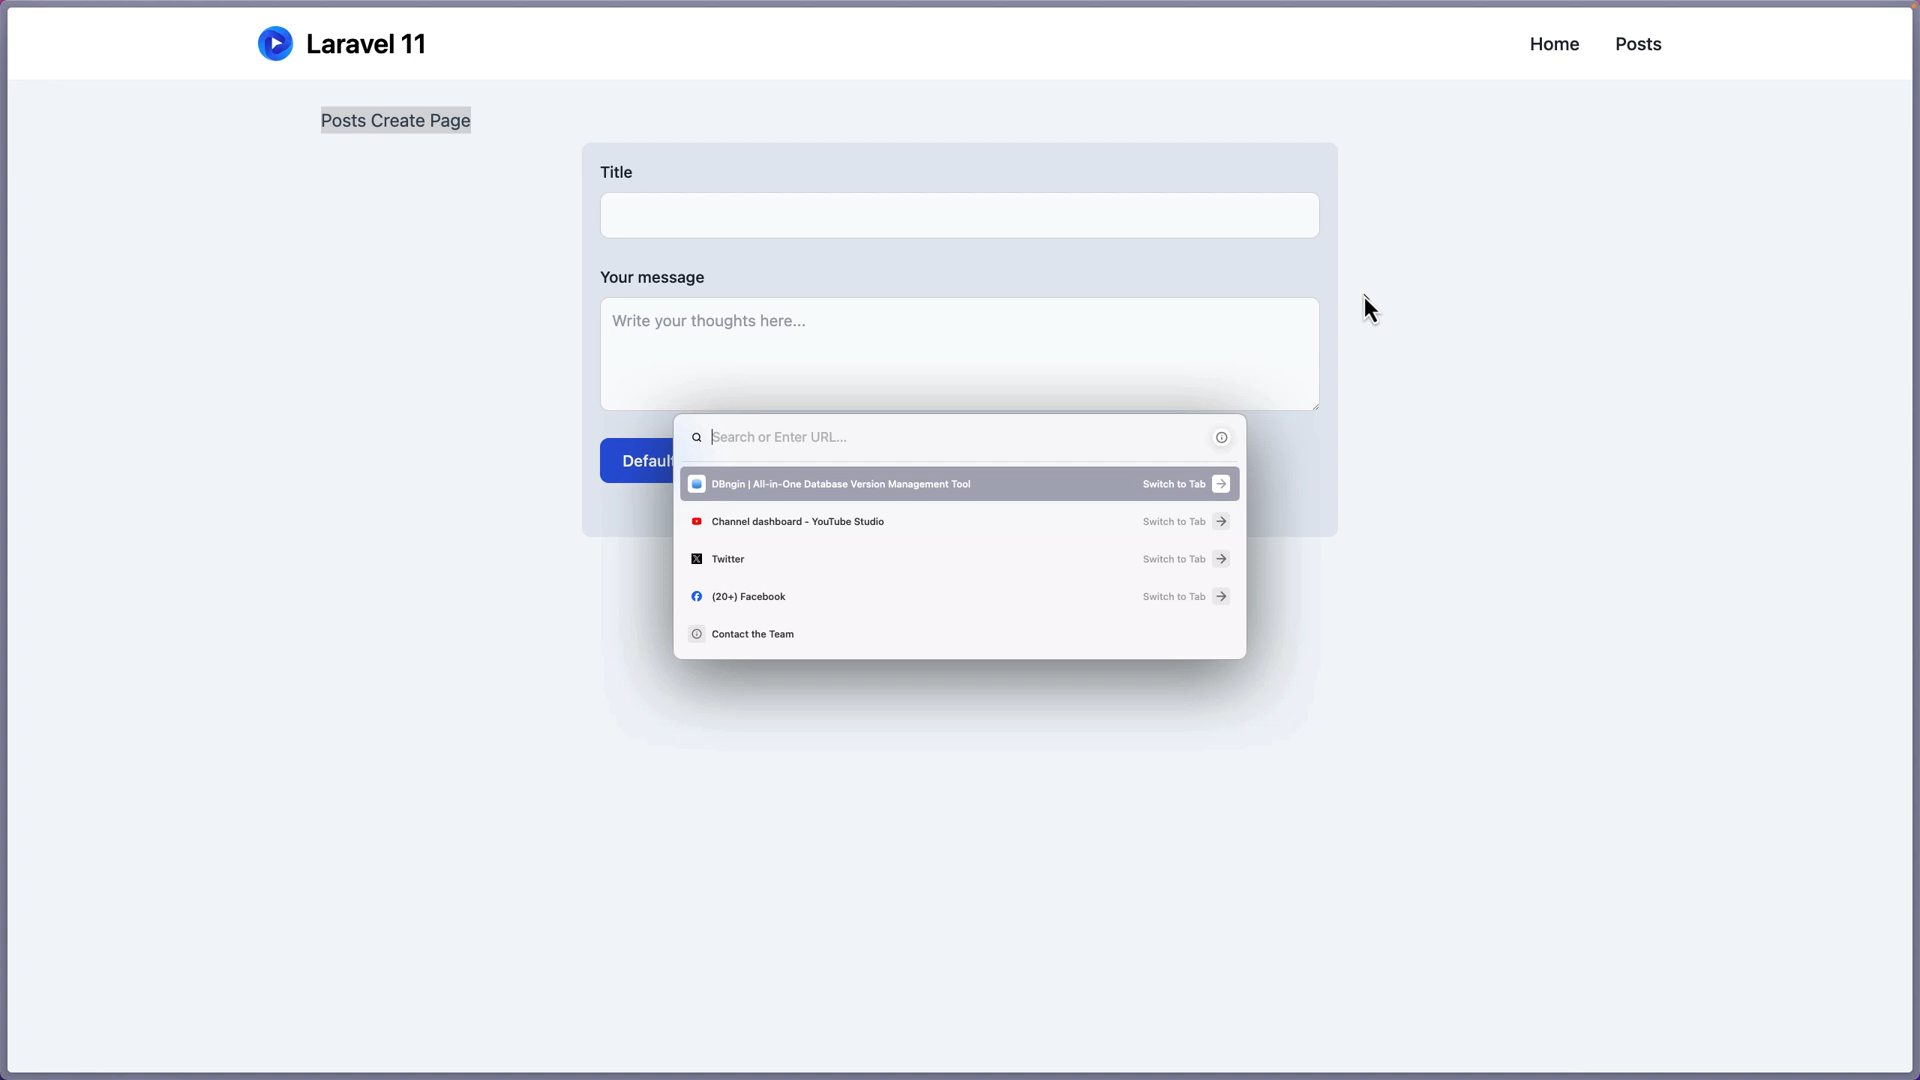 Laravel 11
Home
Posts
Posts Create Page
Title
Your message
Write your thoughts here...
Default
Search or Enter URL...
DBngin | All-in-One Database Version Management Tool
Switch to Tab
Channel dashboard - YouTube Studio
Switch to Tab
Twitter
Switch to Tab
(20+) Facebook
Switch to Tab
Contact the Team